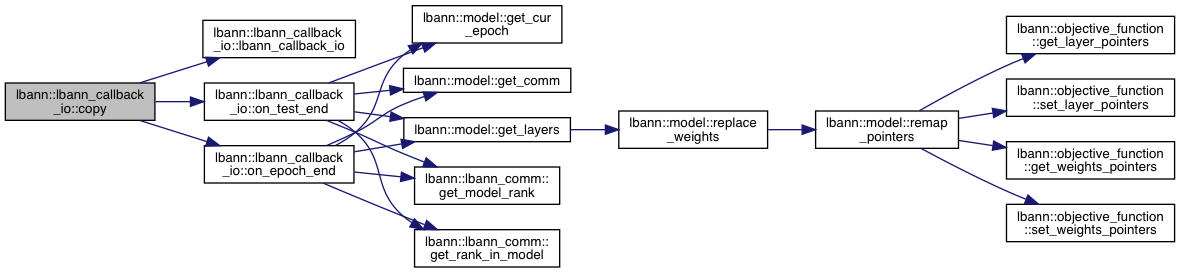 lbann::lbann_callback
_io::copy
lbann::lbann_callback
_io::lbann_callback_io
lbann::lbann_callback
_io::on_test_end
lbann::lbann_callback
_io::on_epoch_end
lbann::model::get_cur
_epoch
lbann::model::get_comm
lbann::model::get_layers
lbann::lbann_comm::
get_model_rank
lbann::lbann_comm::
get_rank_in_model
lbann::model::replace
_weights
lbann::model::remap
_pointers
lbann::objective_function
::get_layer_pointers
lbann::objective_function
::set_layer_pointers
lbann::objective_function
::get_weights_pointers
lbann::objective_function
::set_weights_pointers